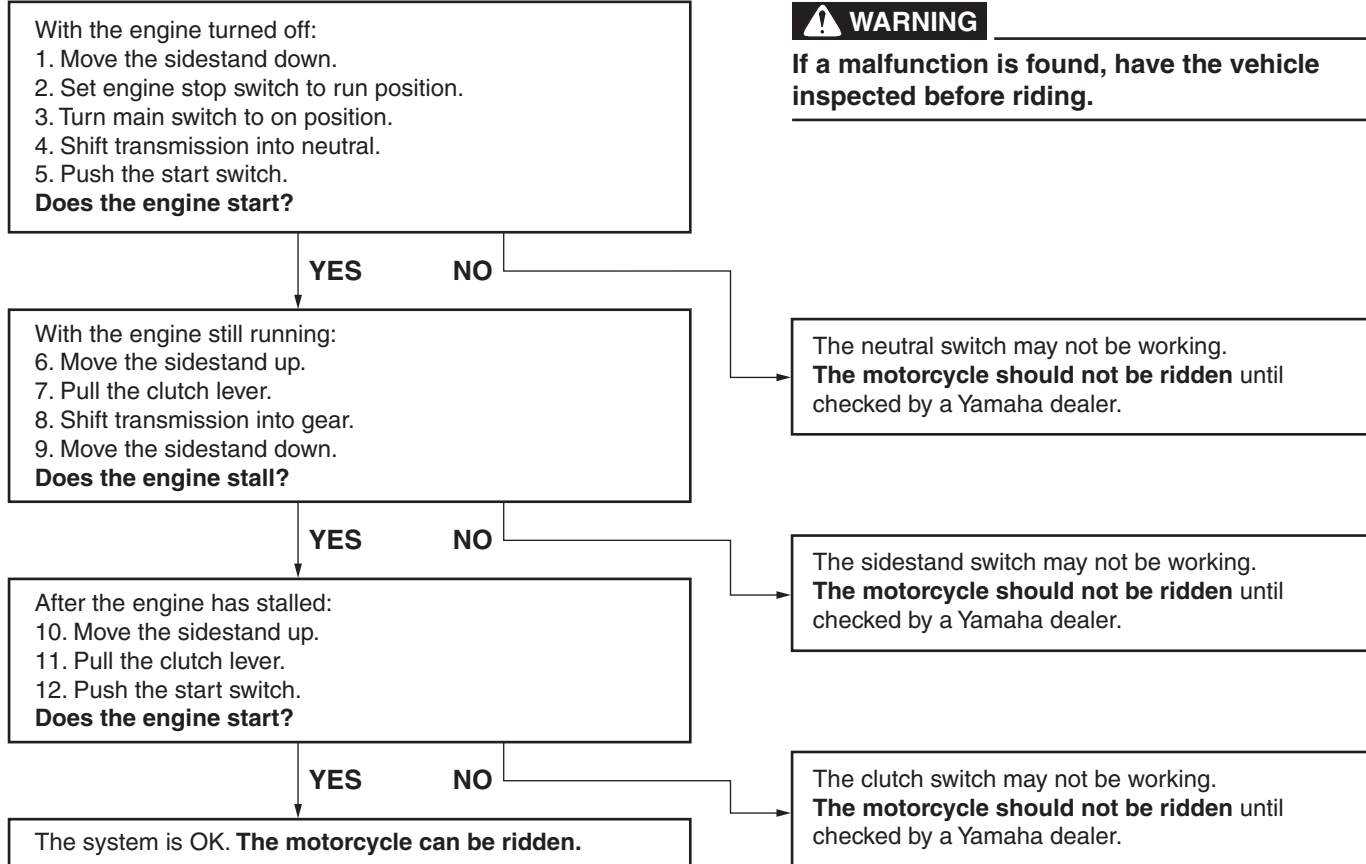 With the engine turned off:
1. Move the sidestand down.
2. Set engine stop switch to run position.
3. Turn main switch to on position.
4. Shift transmission into neutral.
5. Push the start switch.
Does the engine start?
WARNING
If a malfunction is found, have the vehicle
inspected before riding.
YES NO
The neutral switch may not be working.
The motorcycle should not be ridden until
checked by a Yamaha dealer.
With the engine still running:
6. Move the sidestand up.
7. Pull the clutch lever.
8. Shift transmission into gear.
9. Move the sidestand down.
Does the engine stall?
YES NO
The sidestand switch may not be working.
The motorcycle should not be ridden until
checked by a Yamaha dealer.
After the engine has stalled:
10. Move the sidestand up.
11. Pull the clutch lever.
12. Push the start switch.
Does the engine start?
YES NO
The clutch switch may not be working.
The motorcycle should not be ridden until
checked by a Yamaha dealer.
The system is OK. The motorcycle can be ridden.